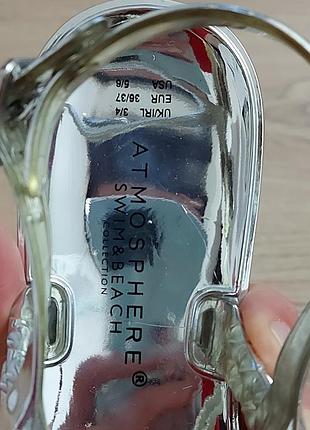 UK/IRL 3/4
EUR 36/37
USA 5/6
ATMOSPHERE®
SWIM&BEACH
COLLECTION